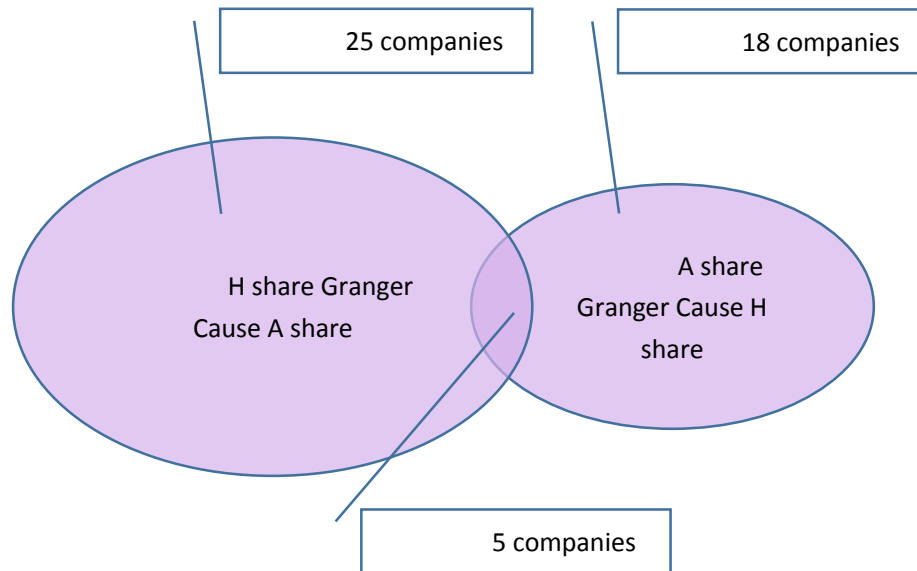 25 companies
18 companies
H share Granger
Cause A share
A share
Granger Cause H
share
5 companies